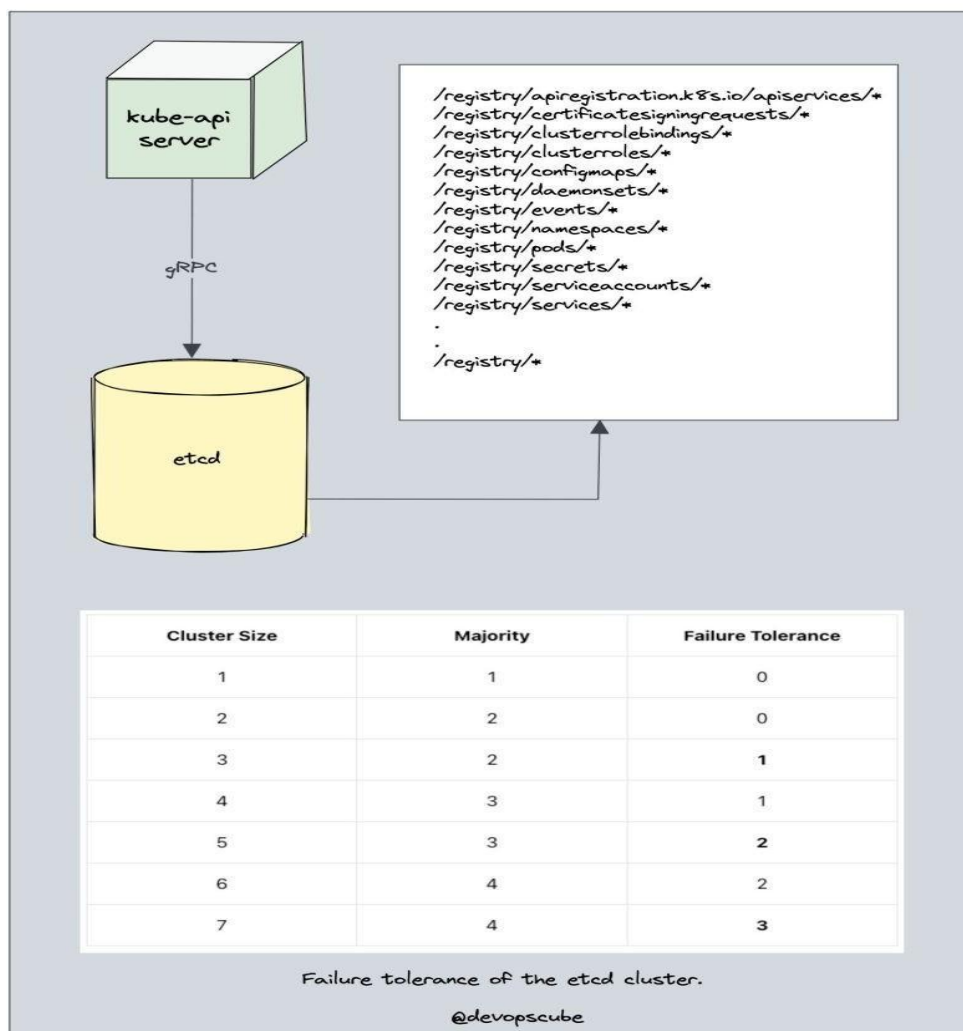 kube-api
server
gRPC
etcd
/registry/apiregistration.k8s.io/apiservices/*
/registry/certificatesigningrequests/*
/registry/clusterrolebindings/*
/registry/clusterroles/*
/registry/configmaps/*
/registry/daemonsets/*
/registry/events/*
/registry/namespaces/*
/registry/pods/*
/registry/secrets/*
/registry/serviceaccounts/*
/registry/services/*
.
.
/registry/*
Cluster Size Majority Failure Tolerance
1 1 0
2 2 0
3 2 1
4 3 1
5 3 2
6 4 2
7 4 3
Failure tolerance of the etcd cluster.
@devopscube